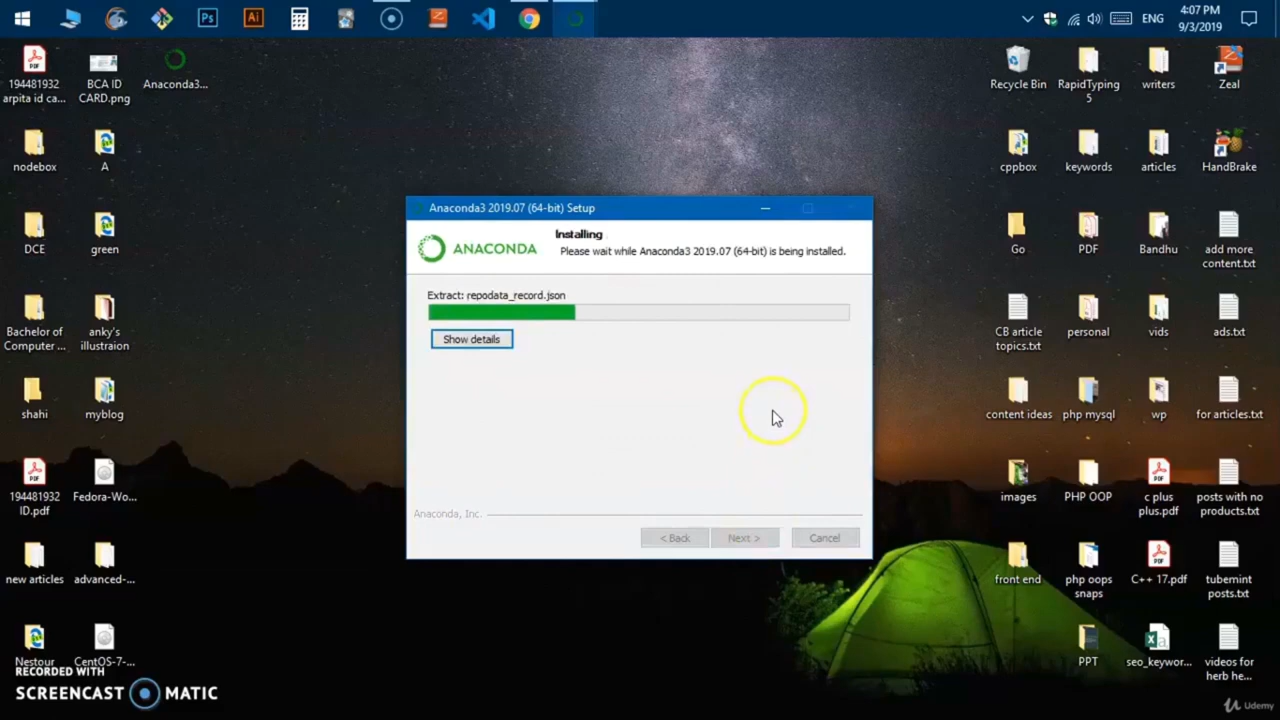 Ps
Ai
ENG
4:07 PM
9/3/2019
194481932
arpita id ca...
BCA ID
CARD.png
Anaconda3...
nodebox
A
DCE
green
Bachelor of
Computer ...
anky's
illustraion
shahi
myblog
194481932
ID.pdf
Fedora-Wo...
new articles
advanced-...
Nestour
CentOS-7-...
Recycle Bin
RapidTyping
5
writers
Zeal
cppbox
keywords
articles
HandBrake
Go
PDF
Bandhu
add more
content.txt
CB article
topics.txt
personal
vids
ads.txt
content ideas
php mysql
wp
for articles.txt
images
PHP OOP
c plus
plus.pdf
posts with no
products.txt
front end
php oops
snaps
C++ 17.pdf
tubemint
posts.txt
PPT
seo_keywor...
videos for
herb he...
Anaconda3 2019.07 (64-bit) Setup
ANACONDA
Installing
Please wait while Anaconda3 2019.07 (64-bit) is being installed.
Extract: repodata_record.json
Show details
Anaconda, Inc.
< Back
Next >
Cancel
RECORDED WITH
SCREENCAST MATIC
Udemy